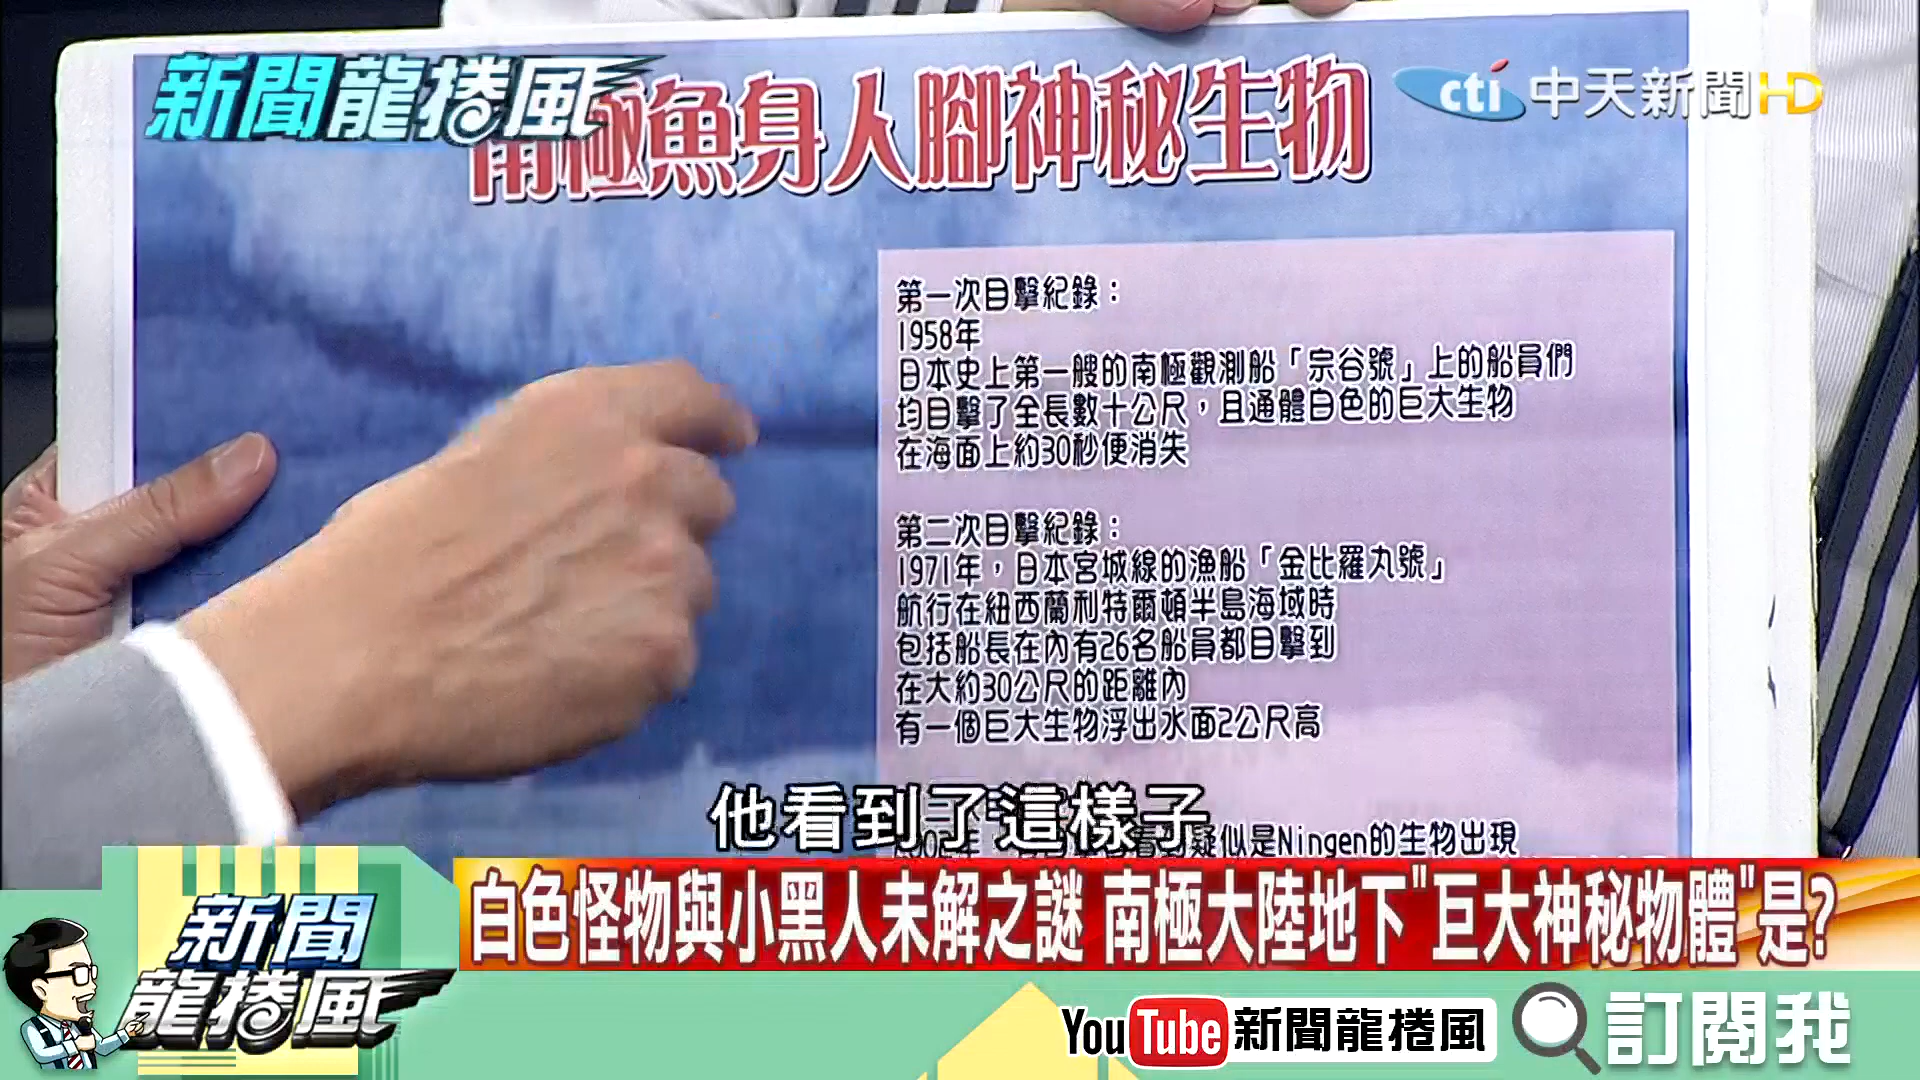 新聞龍捲風
南極魚身人腳神秘生物
cti 中天新聞HD
第一次目擊紀錄：
1958年
日本史上第一艘的南極觀測船「宗谷號」上的船員們
均目擊了全長數十公尺，且通體白色的巨大生物
在海面上約30秒便消失
第二次目擊紀錄：
1971年，日本宮城線的漁船「金比羅丸號」
航行在紐西蘭利特爾頓半島海域時
包括船長在內有26名船員都目擊到
在大約30公尺的距離內
有一個巨大生物浮出水面2公尺高
疑似是Ningen的生物出現
他看到了這樣子
白色怪物與小黑人未解之謎 南極大陸地下"巨大神秘物體"是?
新聞
龍捲風
YouTube 新聞龍捲風 訂閱我